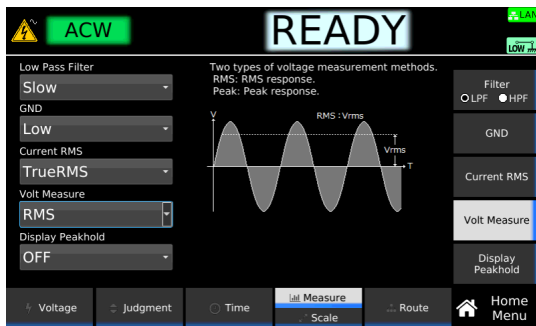 ACW
READY
LAN
LOW
Low Pass Filter
Slow
GND
Low
Current RMS
TrueRMS
Volt Measure
RMS
Display Peakhold
OFF
Two types of voltage measurement methods.
RMS: RMS response.
Peak: Peak response.
V
RMS : Vrms
Vrms
T
Filter
LPF HPF
GND
Current RMS
Volt Measure
Display
Peakhold
Voltage
Judgment
Time
Measure
Scale
Route
Home
Menu